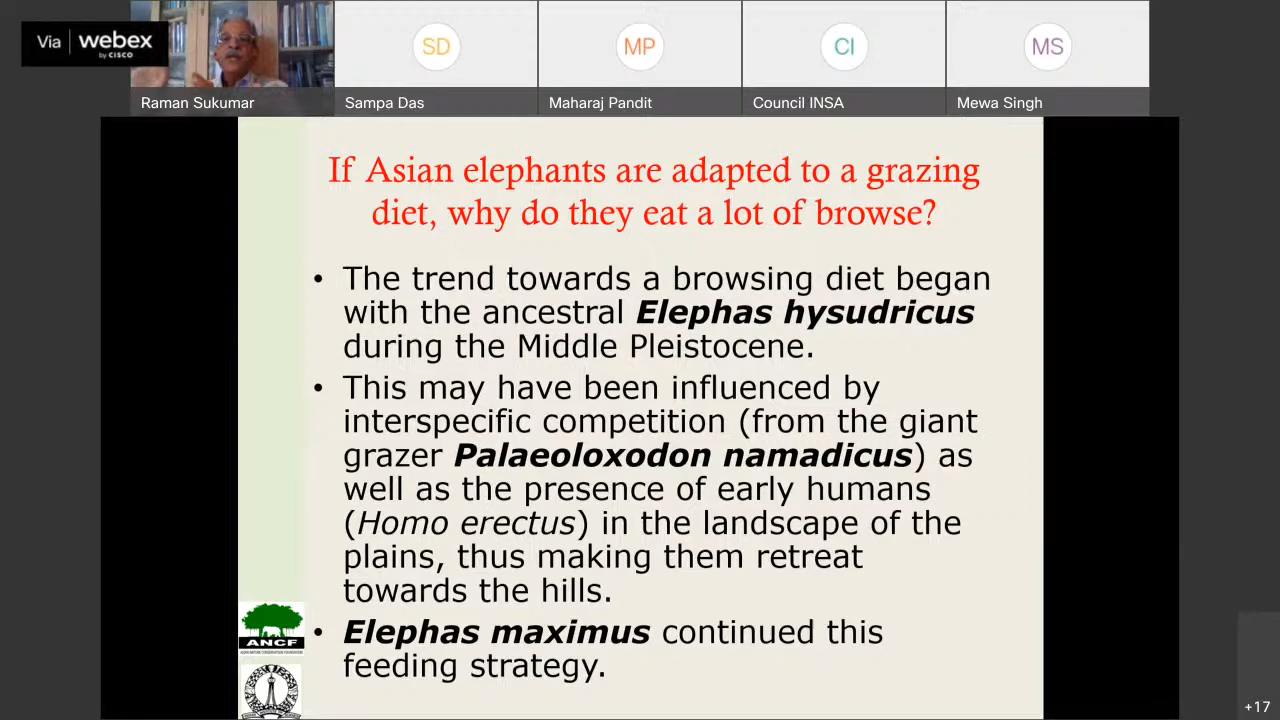 Via webex
by CISCO
SD
MP
CI
MS
Raman Sukumar
Sampa Das
Maharaj Pandit
Council INSA
Mewa Singh
If Asian elephants are adapted to a grazing
diet, why do they eat a lot of browse?
• The trend towards a browsing diet began
with the ancestral Elephas hysudricus
during the Middle Pleistocene.
• This may have been influenced by
interspecific competition (from the giant
grazer Palaeoloxodon namadicus) as
well as the presence of early humans
(Homo erectus) in the landscape of the
plains, thus making them retreat
towards the hills.
• Elephas maximus continued this
feeding strategy.
ANCF
ASIAN NATURE CONSERVATION FOUNDATION
+17